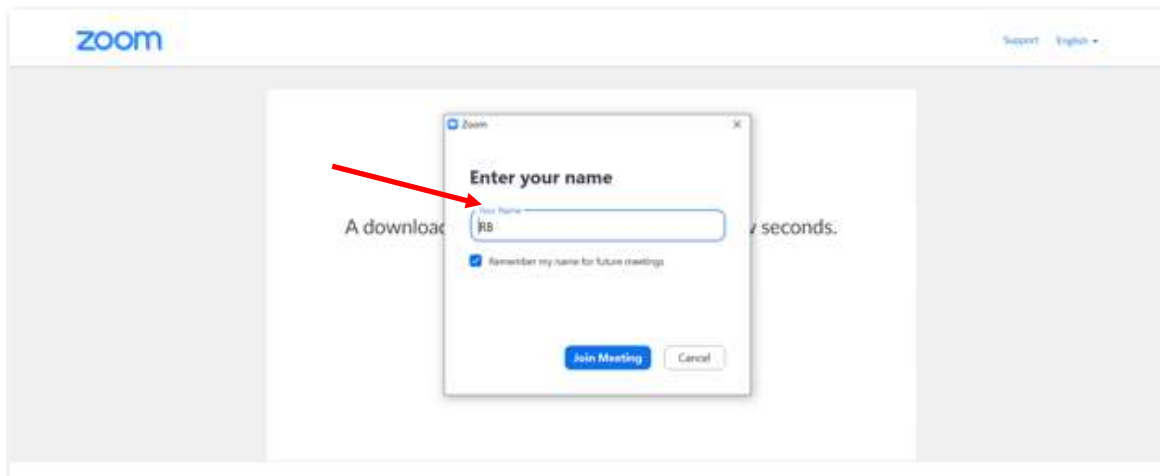 zoom
Support English
Zoom
Enter your name
Your Name
A download
RB
seconds.
Remember my name for future meetings
Join Meeting Cancel